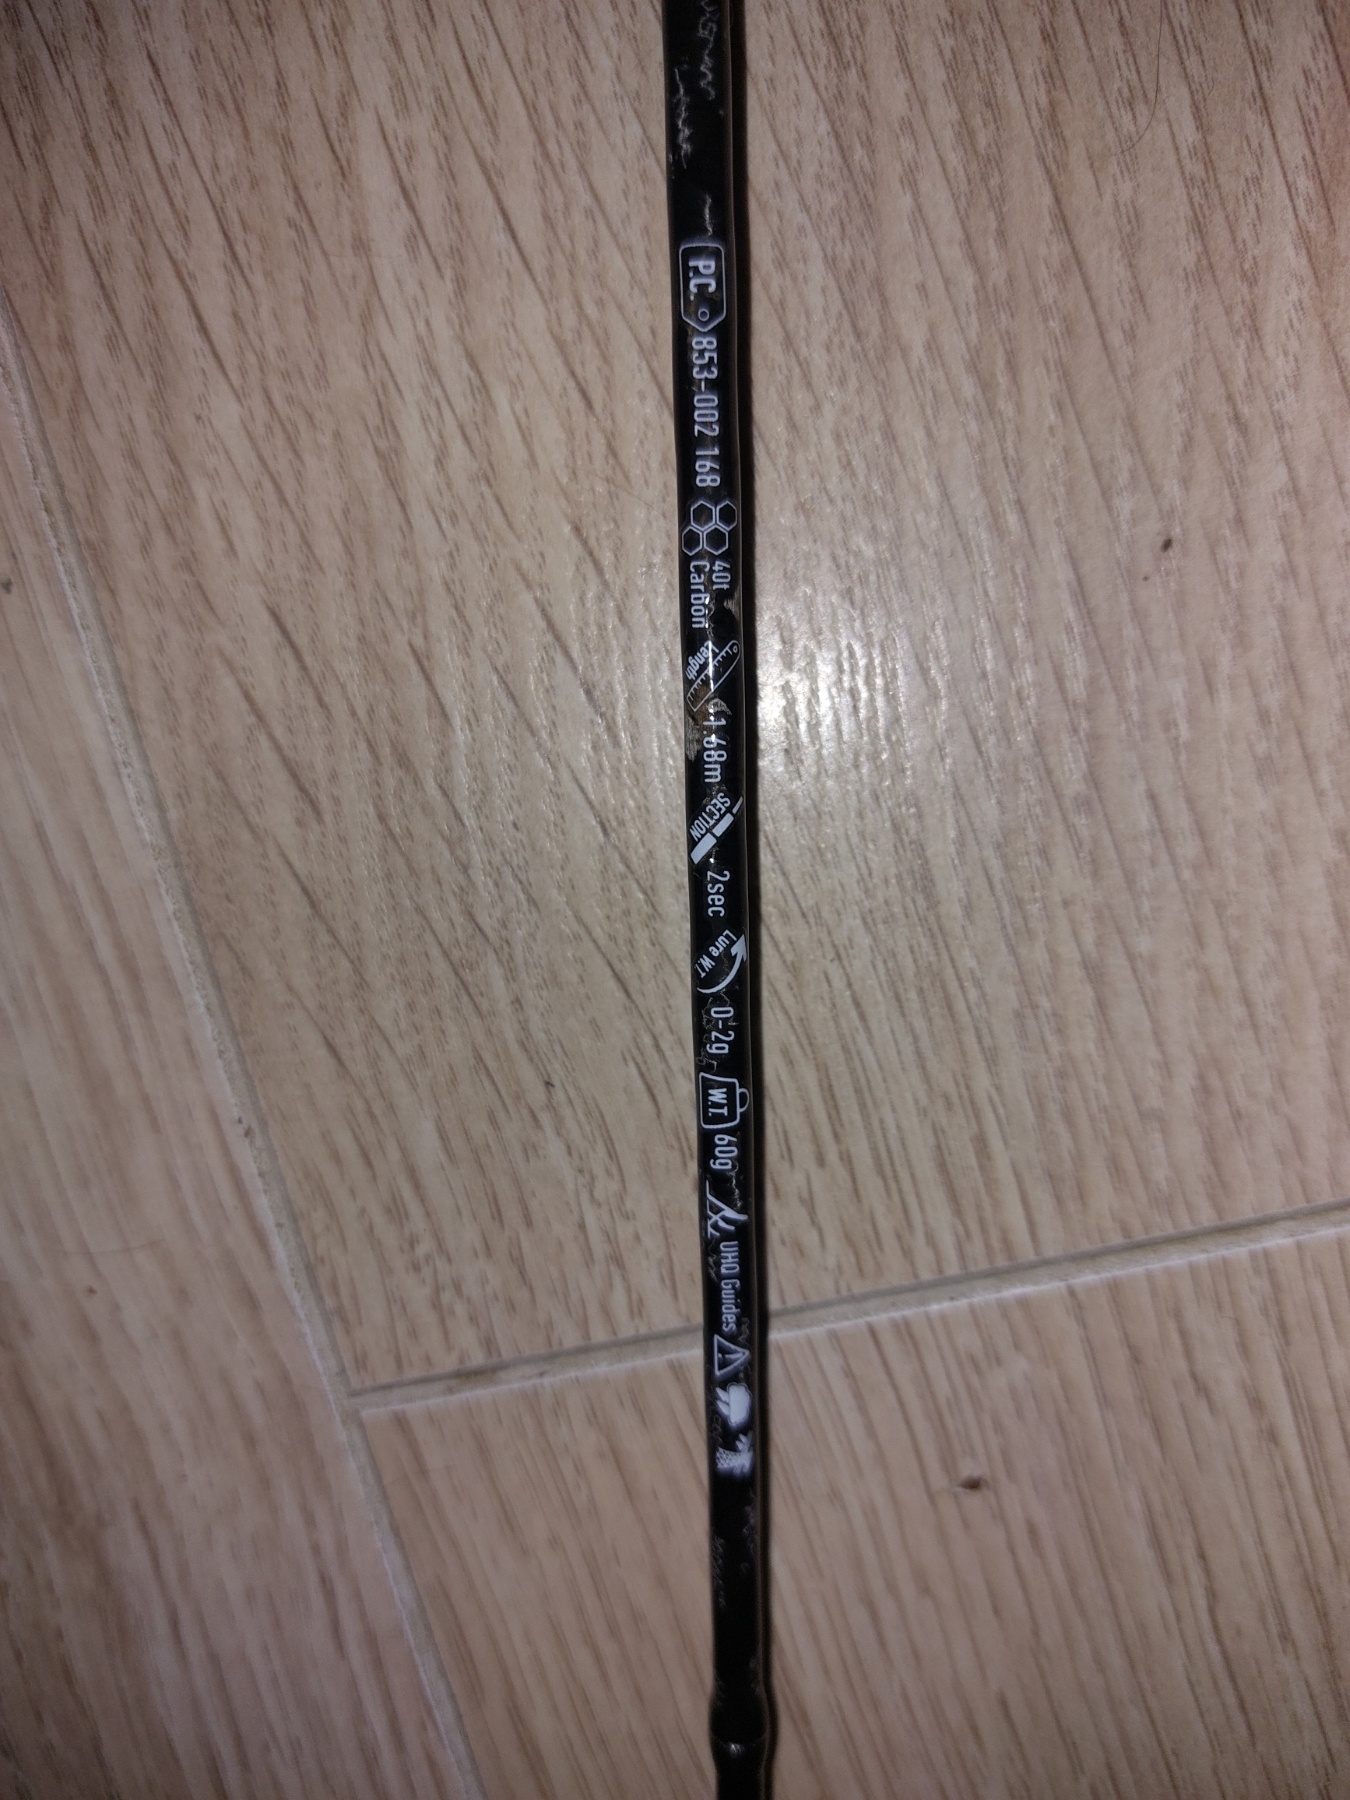 P.C. 853-002 168
40t
Carbon
Length 1.68m
SECTION 2sec
Lure W.T. 0-2g
W.T. 60g
UHQ Guides